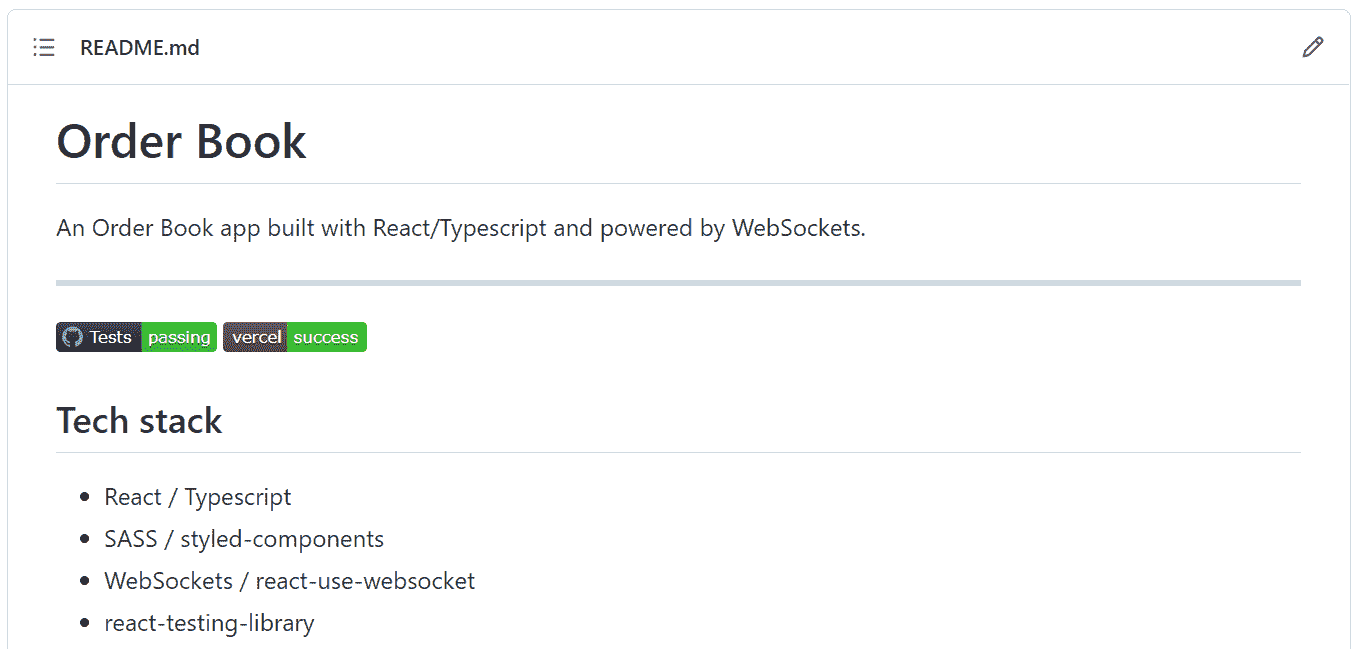 README.md
Order Book
An Order Book app built with React/Typescript and powered by WebSockets.
Tests passing vercel success
Tech stack
React / Typescript
SASS / styled-components
WebSockets / react-use-websocket
react-testing-library